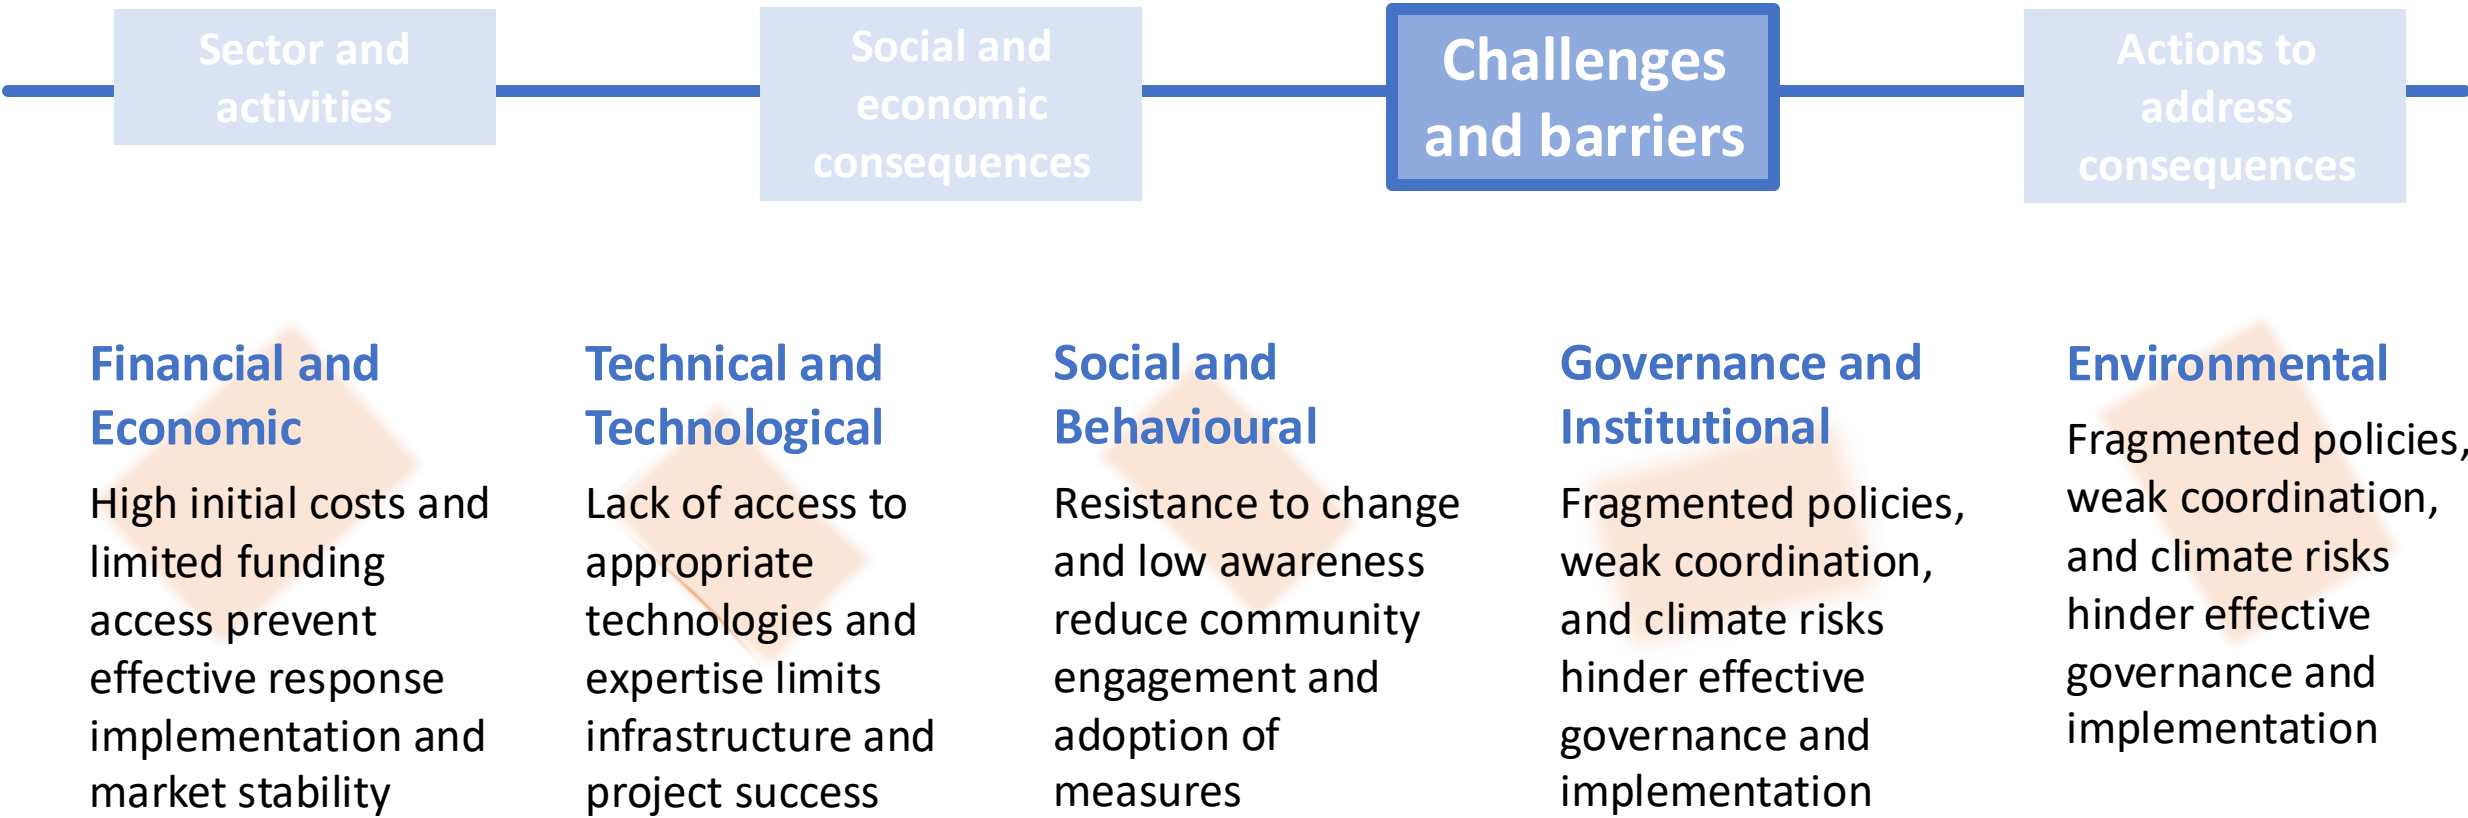 Sector and
activities
Social and
economic
consequences
Challenges
and barriers
Actions to
address
consequences
Financial and
Economic
High initial costs and
limited funding
access prevent
effective response
implementation and
market stability
Technical and
Technological
Lack of access to
appropriate
technologies and
expertise limits
infrastructure and
project success
Social and
Behavioural
Resistance to change
and low awareness
reduce community
engagement and
adoption of
measures
Governance and
Institutional
Fragmented policies,
weak coordination,
and climate risks
hinder effective
governance and
implementation
Environmental
Fragmented policies,
weak coordination,
and climate risks
hinder effective
governance and
implementation